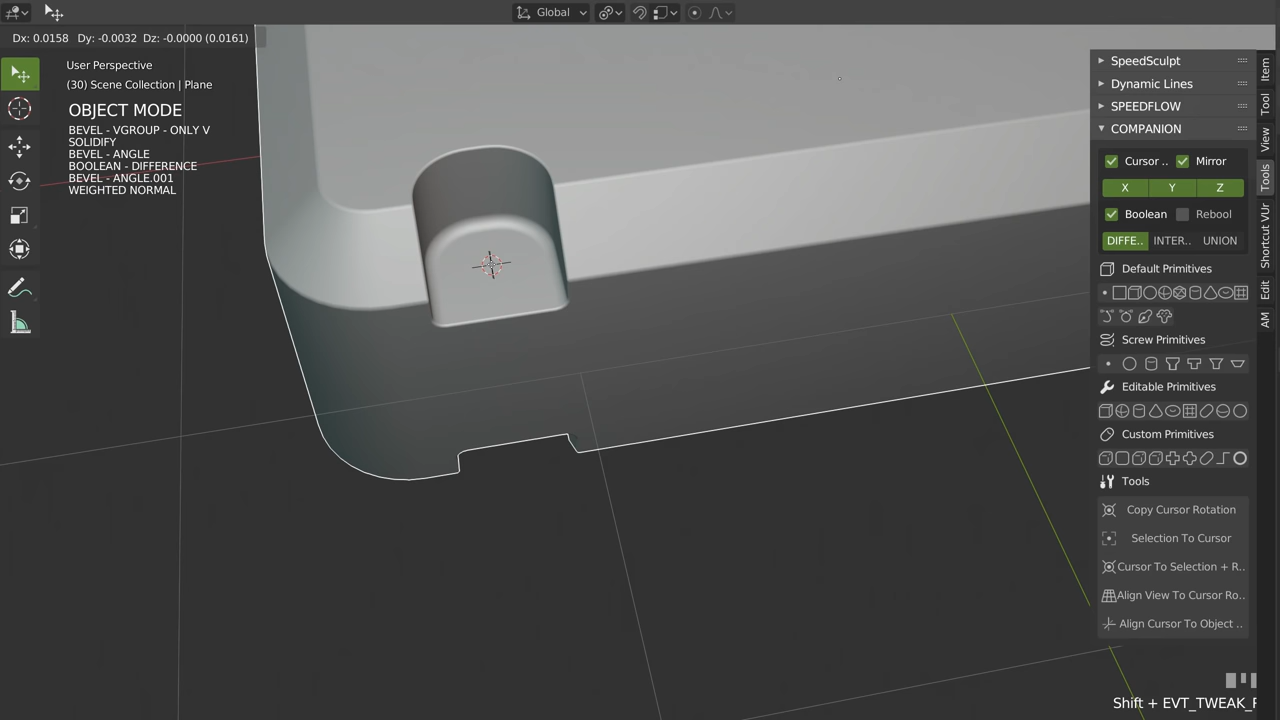 Global
Dx: 0.0158 Dy: -0.0032 Dz: -0.0000 (0.0161)
User Perspective
(30) Scene Collection | Plane
OBJECT MODE
BEVEL - VGROUP - ONLY V
SOLIDIFY
BEVEL - ANGLE
BOOLEAN - DIFFERENCE
BEVEL - ANGLE.001
WEIGHTED NORMAL
SpeedSculpt
Dynamic Lines
SPEEDFLOW
COMPANION
Cursor .. Mirror
X Y Z
Boolean Rebool
DIFFE.. INTER.. UNION
Default Primitives
Screw Primitives
Editable Primitives
Custom Primitives
Tools
Copy Cursor Rotation
Selection To Cursor
Cursor To Selection + R..
Align View To Cursor Ro..
Align Cursor To Object ..
Item
Tool
View
Tools
Shortcut VUr
Edit
AM
Shift + EVT_TWEAK_